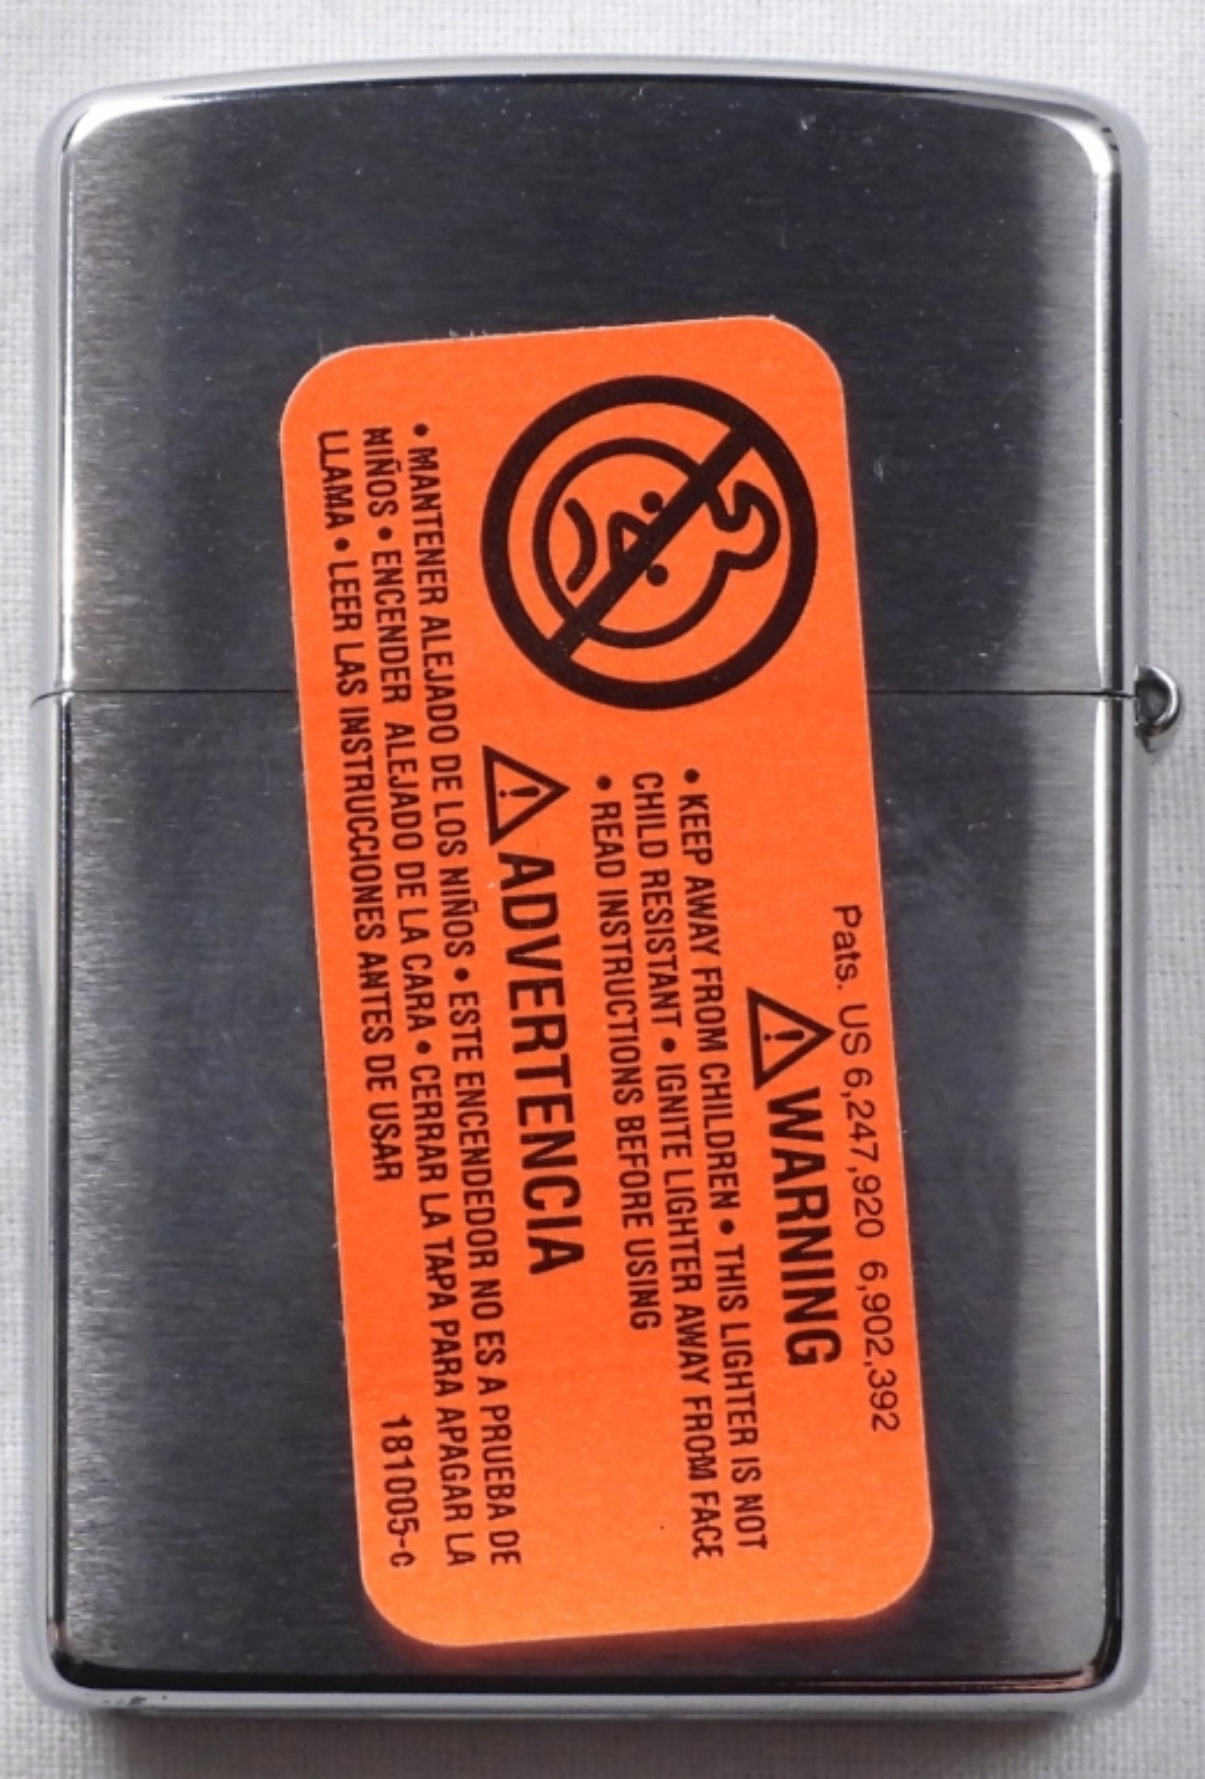 Pats. US 6,247,920 6,902,392
WARNING
• KEEP AWAY FROM CHILDREN • THIS LIGHTER IS NOT
CHILD RESISTANT • IGNITE LIGHTER AWAY FROM FACE
• READ INSTRUCTIONS BEFORE USING
ADVERTENCIA
• MANTENER ALEJADO DE LOS NIÑOS • ESTE ENCENDEDOR NO ES A PRUEBA DE
NIÑOS • ENCENDER ALEJADO DE LA CARA • CERRAR LA TAPA PARA APAGAR LA
LLAMA • LEER LAS INSTRUCCIONES ANTES DE USAR
181005-c